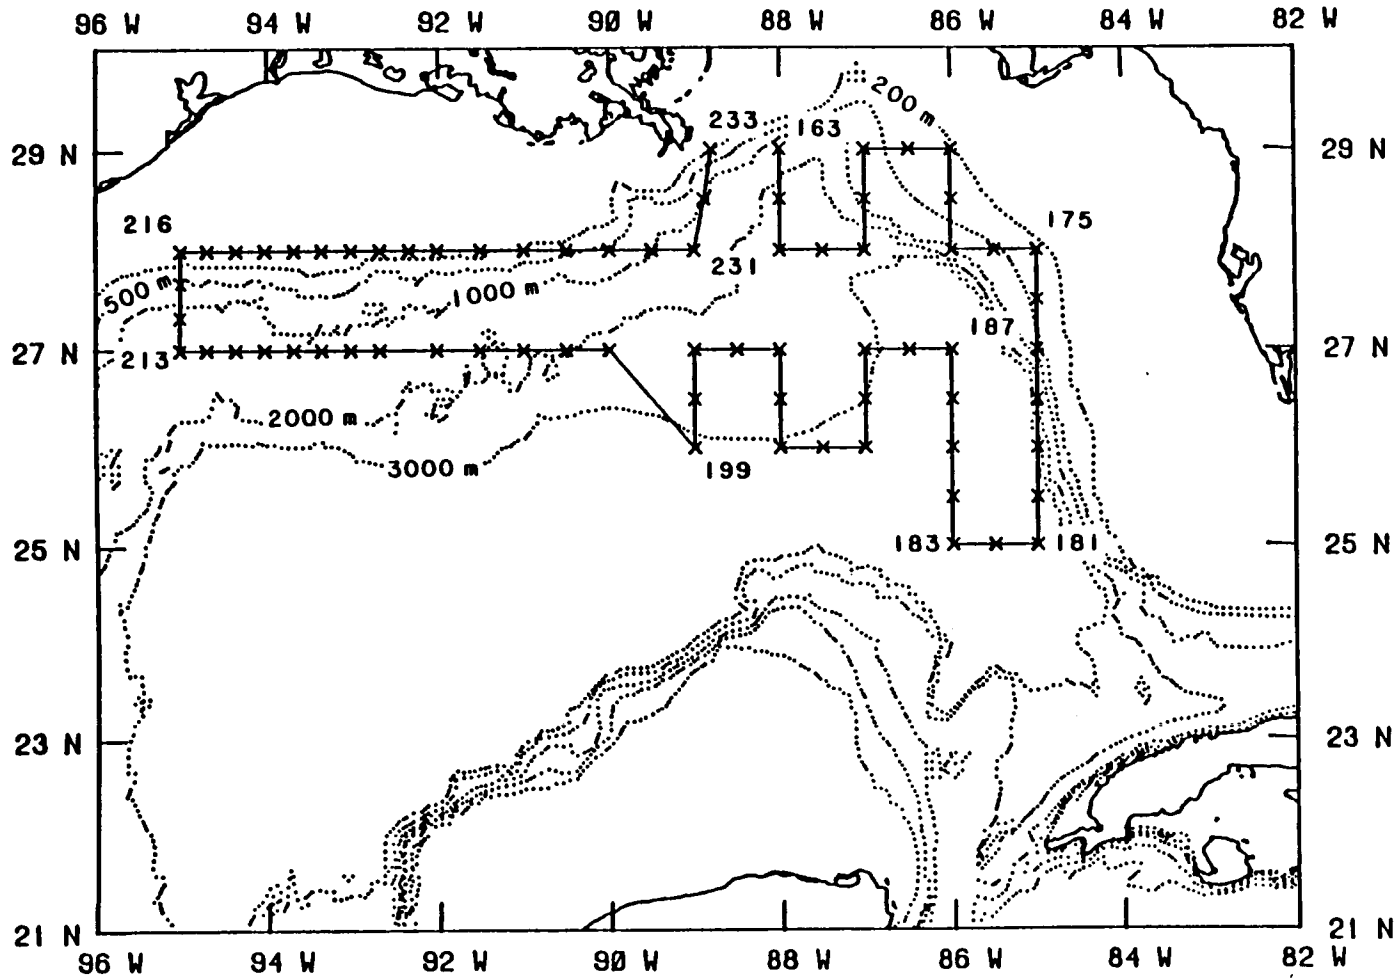 96 W 94 W 92 W 90 W 88 W 86 W 84 W 82 W
200 m
233 163
29 N 29 N
216 175
231
500 m 1000 m
187
213
27 N 27 N
2000 m
3000 m 199
25 N 183 181 25 N
23 N 23 N
21 N 21 N
96 W 94 W 92 W 90 W 88 W 86 W 84 W 82 W